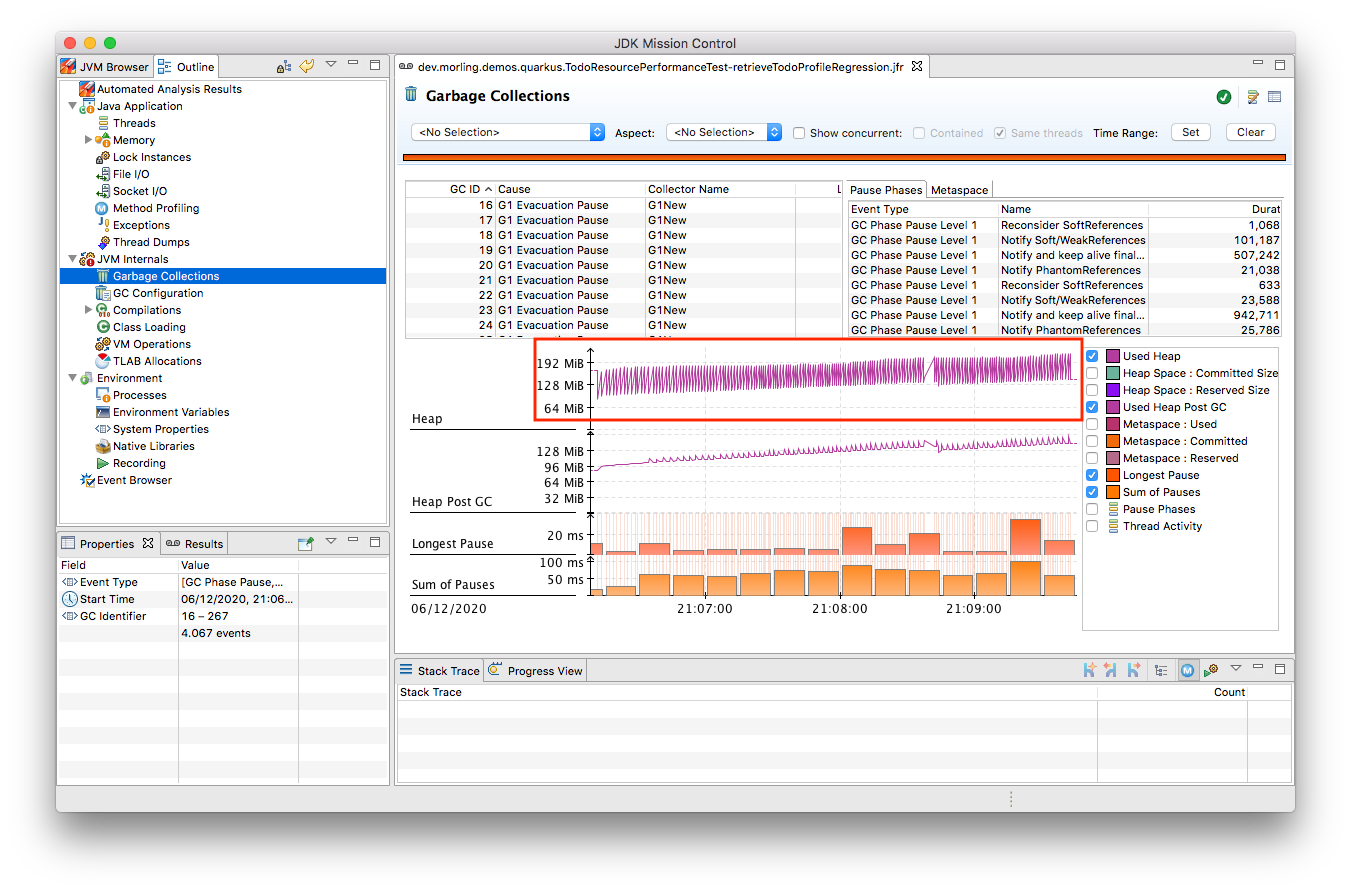 JDK Mission Control
JVM Browser
Outline
Automated Analysis Results
Java Application
Threads
Memory
Lock Instances
File I/O
Socket I/O
Method Profiling
Exceptions
Thread Dumps
JVM Internals
Garbage Collections
GC Configuration
Compilations
Class Loading
VM Operations
TLAB Allocations
Environment
Processes
Environment Variables
System Properties
Native Libraries
Recording
Event Browser
Properties
Results
Field Value
Event Type [GC Phase Pause,...
Start Time 06/12/2020, 21:06...
GC Identifier 16 – 267
4.067 events
dev.morling.demos.quarkus.TodoResourcePerformanceTest-retrieveTodoProfileRegression.jfr
Garbage Collections
<No Selection> Aspect: <No Selection> Show concurrent: Contained Same threads Time Range: Set Clear
GC ID Cause Collector Name L
16 G1 Evacuation Pause G1New
17 G1 Evacuation Pause G1New
18 G1 Evacuation Pause G1New
19 G1 Evacuation Pause G1New
20 G1 Evacuation Pause G1New
21 G1 Evacuation Pause G1New
22 G1 Evacuation Pause G1New
23 G1 Evacuation Pause G1New
24 G1 Evacuation Pause G1New
Pause Phases Metaspace
Event Type Name Durat
GC Phase Pause Level 1 Reconsider SoftReferences 1,068
GC Phase Pause Level 1 Notify Soft/WeakReferences 101,187
GC Phase Pause Level 1 Notify and keep alive final... 507,242
GC Phase Pause Level 1 Notify PhantomReferences 21,038
GC Phase Pause Level 1 Reconsider SoftReferences 633
GC Phase Pause Level 1 Notify Soft/WeakReferences 23,588
GC Phase Pause Level 1 Notify and keep alive final... 942,711
GC Phase Pause Level 1 Notify PhantomReferences 25,786
192 MiB
128 MiB
64 MiB
Heap
128 MiB
96 MiB
64 MiB
32 MiB
Heap Post GC
20 ms
Longest Pause
100 ms
50 ms
Sum of Pauses
06/12/2020 21:07:00 21:08:00 21:09:00
Used Heap
Heap Space : Committed Size
Heap Space : Reserved Size
Used Heap Post GC
Metaspace : Used
Metaspace : Committed
Metaspace : Reserved
Longest Pause
Sum of Pauses
Pause Phases
Thread Activity
Stack Trace
Progress View
Stack Trace Count